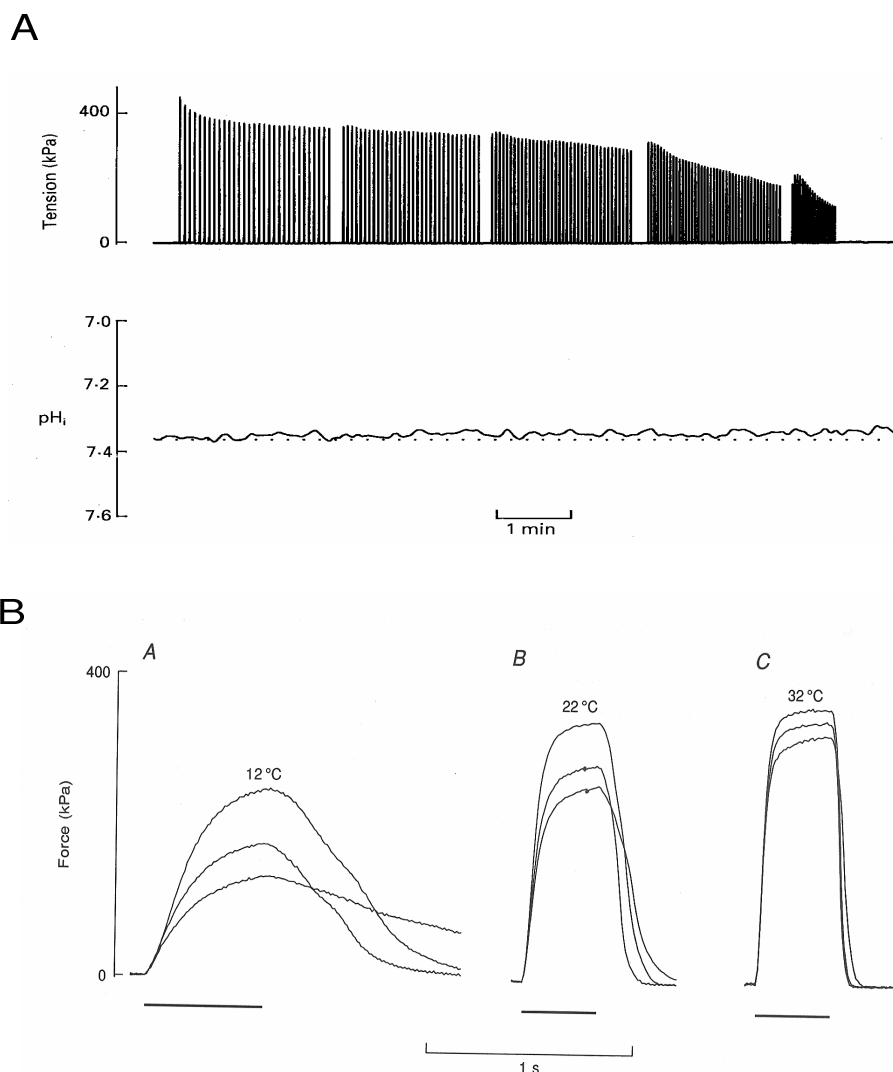 A
400
Tension (kPa)
0
7·0
7·2
pHi
7·4
7·6
1 min
B
A
B
C
400
32 °C
22 °C
12 °C
Force (kPa)
0
1 s